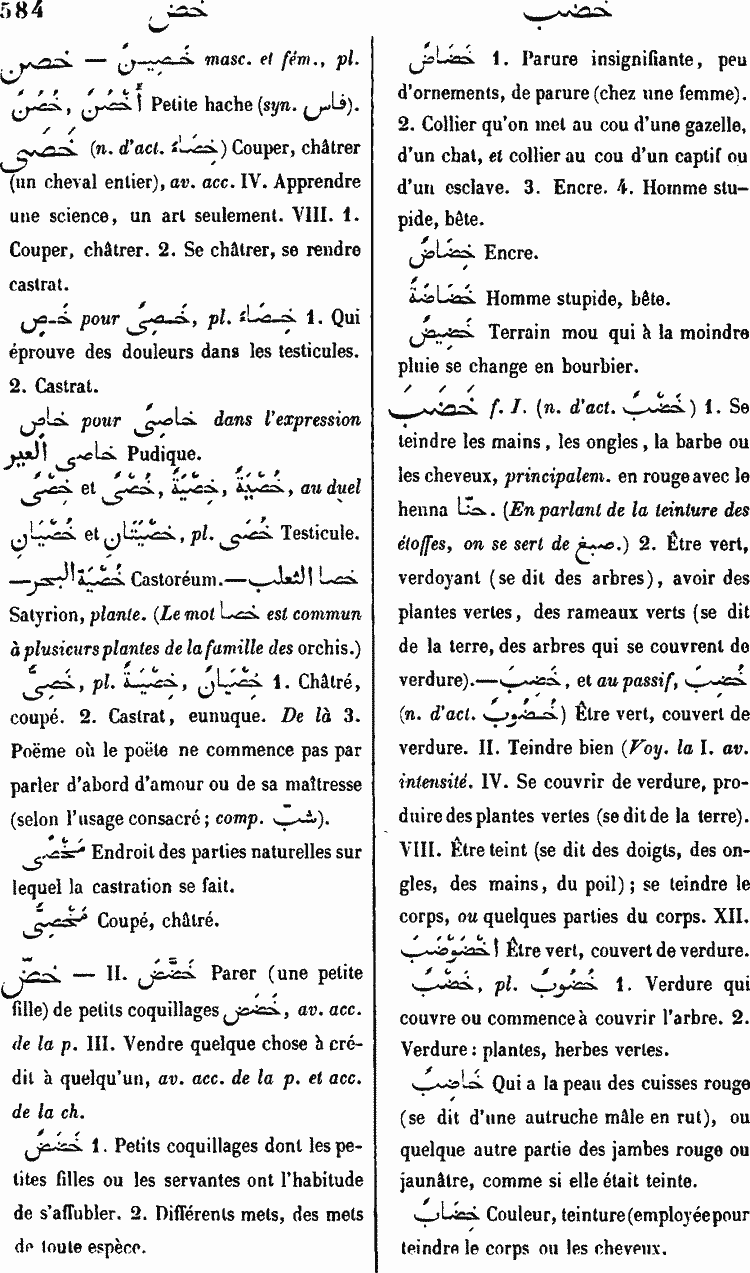 584
خض
خضب
خصن — خَصِينٌ masc. et fém., pl.
أَخْصُنٌ, خُصُنٌ Petite hache (syn. فاس).
خَصَى (n. d'act. خِصَاءٌ) Couper, châtrer
(un cheval entier), av. acc. IV. Apprendre
une science, un art seulement. VIII. 1.
Couper, châtrer. 2. Se châtrer, se rendre
castrat.
خَصٍ pour خَصِىٌ, pl. خِصَاءٌ 1. Qui
éprouve des douleurs dans les testicules.
2. Castrat.
خَاصٍ pour خَاصِىٌ dans l'expression
خاصى العير Pudique.
خُصْىٌ et خِصْىٌ, خُصْيَةٌ, خِصْيَةٌ, au duel
خُصْيَانِ et خُصْيَتَانِ, pl. خُصًى Testicule.
— خُصْيَةُ البحر Castoréum. — خصا الثعلب
Satyrion, plante. (Le mot خصا est commun
à plusieurs plantes de la famille des orchis.)
خَصِىٌّ, pl. خِصْيَةٌ, خِصْيَانٌ 1. Châtré,
coupé. 2. Castrat, eunuque. De là 3.
Poëme où le poëte ne commence pas par
parler d'abord d'amour ou de sa maîtresse
(selon l'usage consacré; comp. شبّب).
مَخْصًى Endroit des parties naturelles sur
lequel la castration se fait.
مَخْصِىٌّ Coupé, châtré.
خضّ — II. خَضَّضَ Parer (une petite
fille) de petits coquillages خَضَض, av. acc.
de la p. III. Vendre quelque chose à cré-
dit à quelqu'un, av. acc. de la p. et acc.
de la ch.
خَضَضٌ 1. Petits coquillages dont les pe-
tites filles ou les servantes ont l'habitude
de s'affubler. 2. Différents mets, des mets
de toute espèce.
خَضَاضٌ 1. Parure insignifiante, peu
d'ornements, de parure (chez une femme).
2. Collier qu'on met au cou d'une gazelle,
d'un chat, et collier au cou d'un captif ou
d'un esclave. 3. Encre. 4. Homme stu-
pide, bête.
خِضَاضٌ Encre.
خَضَاضَةٌ Homme stupide, bête.
خَضِيضٌ Terrain mou qui à la moindre
pluie se change en bourbier.
خَضَبَ f. I. (n. d'act. خَضْبٌ) 1. Se
teindre les mains, les ongles, la barbe ou
les cheveux, principalem. en rouge avec le
henna حنّا. (En parlant de la teinture des
étoffes, on se sert de صبغ.) 2. Être vert,
verdoyant (se dit des arbres), avoir des
plantes vertes, des rameaux verts (se dit
de la terre, des arbres qui se couvrent de
verdure). — خَضِبَ, et au passif, خُضِبَ
(n. d'act. خُضُوبٌ) Être vert, couvert de
verdure. II. Teindre bien (Voy. la I. av.
intensité. IV. Se couvrir de verdure, pro-
duire des plantes vertes (se dit de la terre).
VIII. Être teint (se dit des doigts, des on-
gles, des mains, du poil); se teindre le
corps, ou quelques parties du corps. XII.
اخْضَوْضَبَ Être vert, couvert de verdure.
خَضْبٌ, pl. خُضُوبٌ 1. Verdure qui
couvre ou commence à couvrir l'arbre. 2.
Verdure: plantes, herbes vertes.
خَاضِبٌ Qui a la peau des cuisses rouge
(se dit d'une autruche mâle en rut), ou
quelque autre partie des jambes rouge ou
jaunâtre, comme si elle était teinte.
خِضَابٌ Couleur, teinture (employée pour
teindre le corps ou les cheveux.